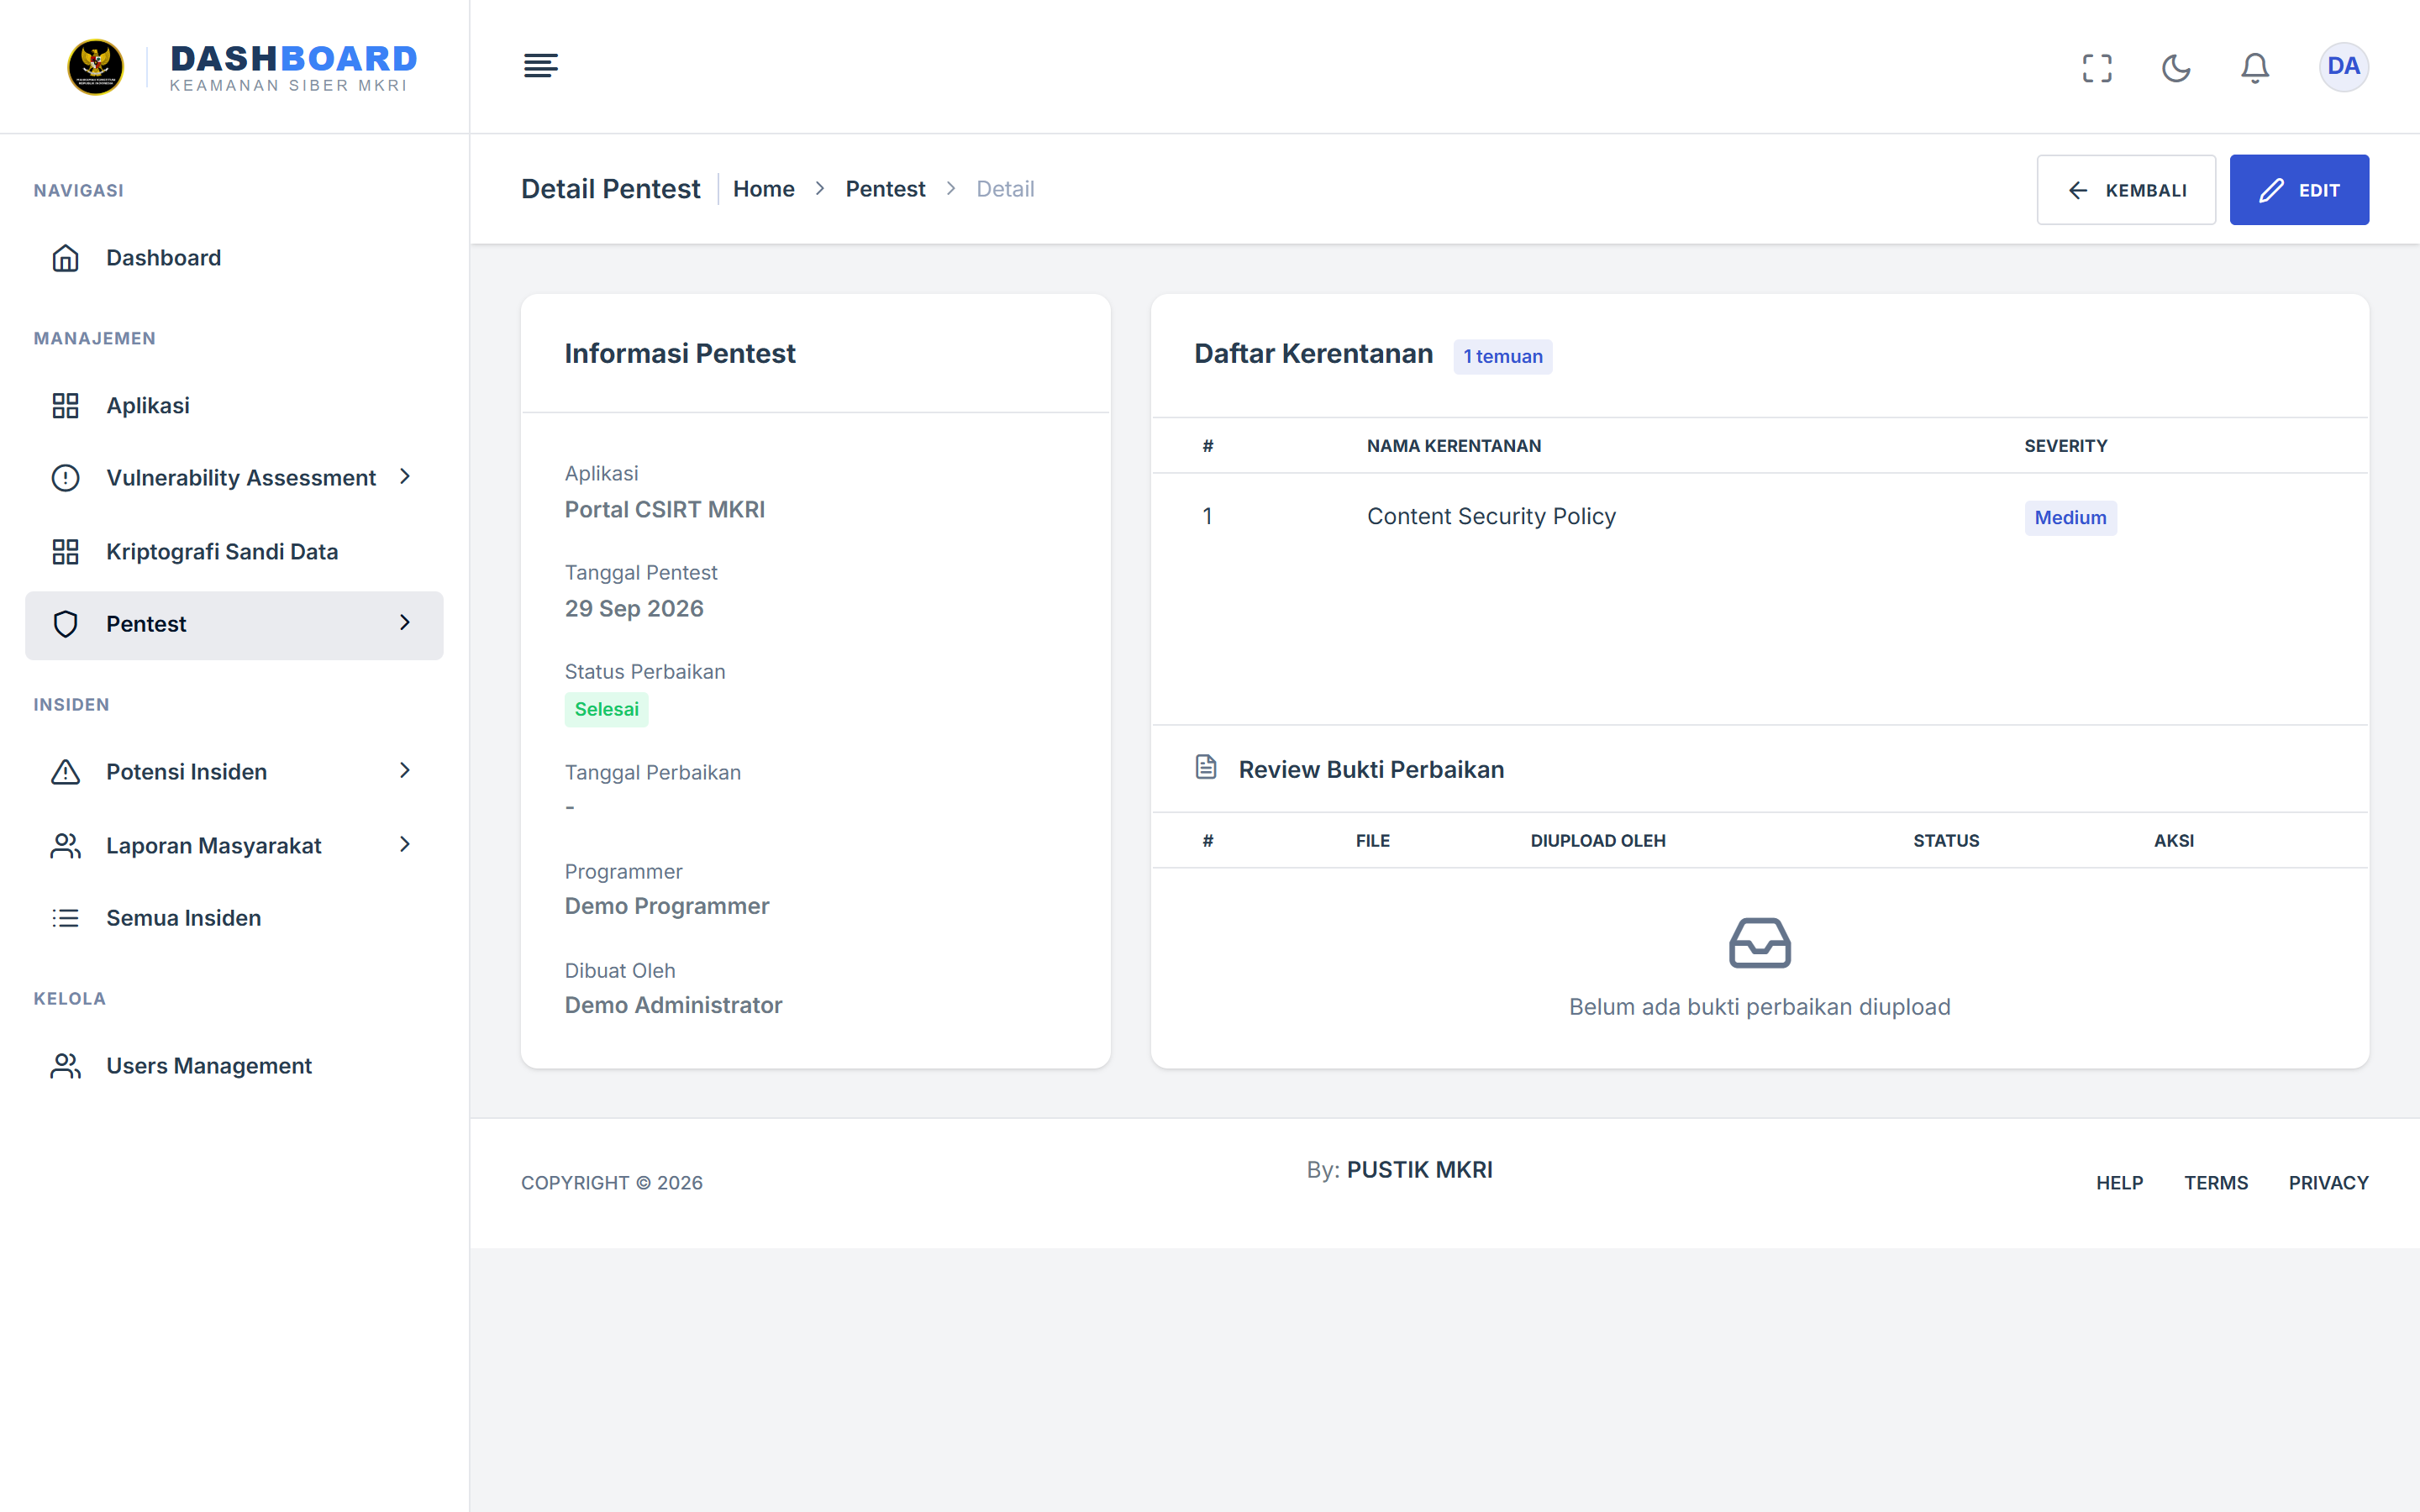 DASHBOARD
KEAMANAN SIBER MKRI
DA
NAVIGASI
Dashboard
MANAJEMEN
Aplikasi
Vulnerability Assessment
Kriptografi Sandi Data
Pentest
INSIDEN
Potensi Insiden
Laporan Masyarakat
Semua Insiden
KELOLA
Users Management
Detail Pentest
Home > Pentest > Detail
KEMBALI
EDIT
Informasi Pentest
Aplikasi
Portal CSIRT MKRI
Tanggal Pentest
29 Sep 2026
Status Perbaikan
Selesai
Tanggal Perbaikan
-
Programmer
Demo Programmer
Dibuat Oleh
Demo Administrator
Daftar Kerentanan 1 temuan
# NAMA KERENTANAN SEVERITY
1 Content Security Policy Medium
Review Bukti Perbaikan
# FILE DIUPLOAD OLEH STATUS AKSI
Belum ada bukti perbaikan diupload
COPYRIGHT © 2026
By: PUSTIK MKRI
HELP TERMS PRIVACY